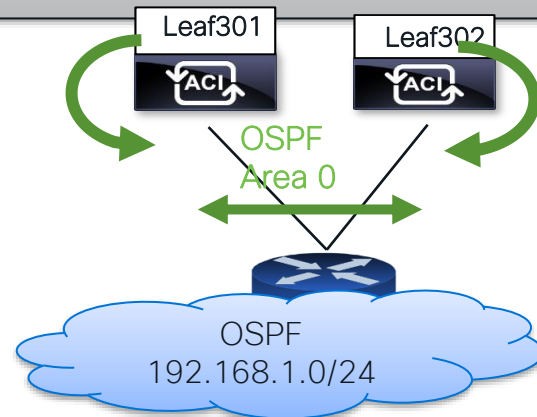 Leaf301
Leaf302
ACI
ACI
OSPF
Area 0
OSPF
192.168.1.0/24